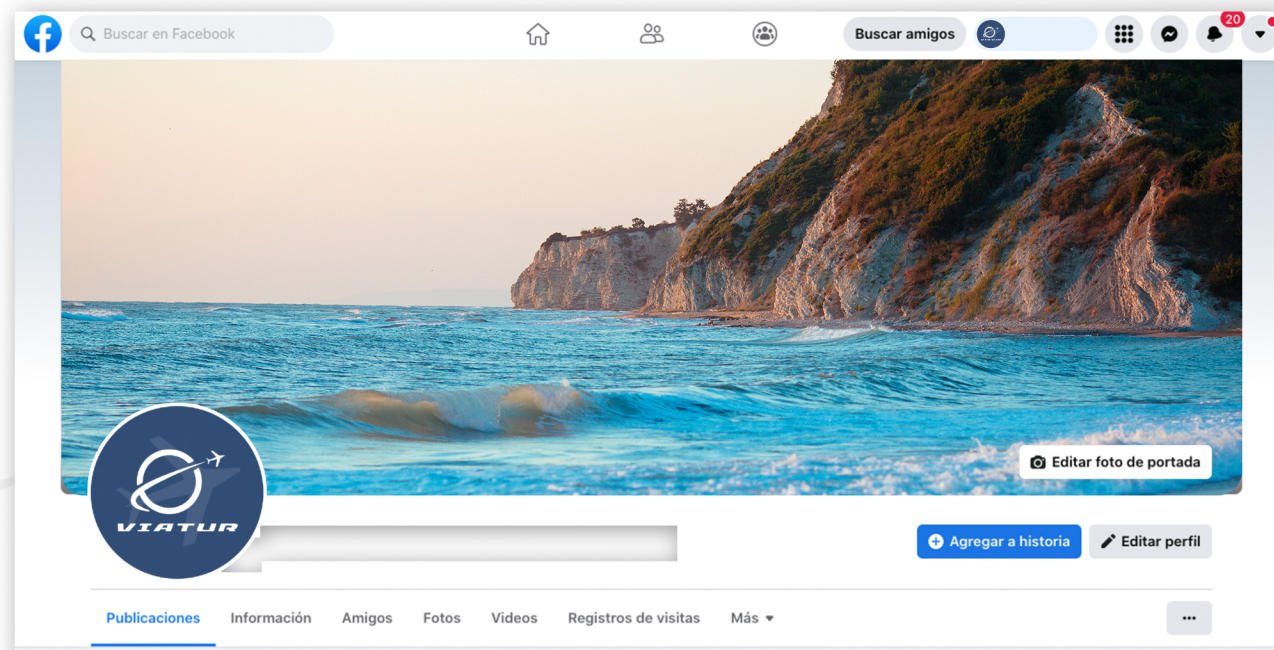 Buscar en Facebook
Buscar amigos
20
Editar foto de portada
VIATUR
Agregar a historia
Editar perfil
Publicaciones Información Amigos Fotos Videos Registros de visitas Más